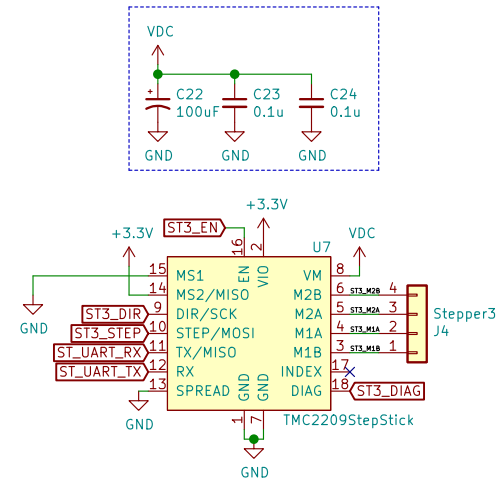 VDC
C22
100uF
C23
0.1u
C24
0.1u
GND
GND
GND
+3.3V
+3.3V
ST3_EN
16
2
U7
VDC
15
MS1
EN
VIO
VM
8
14
MS2/MISO
M2B
6
ST3_M2B
4
GND
ST3_DIR
9
DIR/SCK
M2A
5
ST3_M2A
3
Stepper3
ST3_STEP
10
STEP/MOSI
M1A
4
ST3_M1A
2
J4
ST_UART_RX
11
TX/MISO
M1B
3
ST3_M1B
1
ST_UART_TX
12
RX
INDEX
17
13
SPREAD
GND
GND
DIAG
18
ST3_DIAG
GND
1
7
TMC2209StepStick
GND